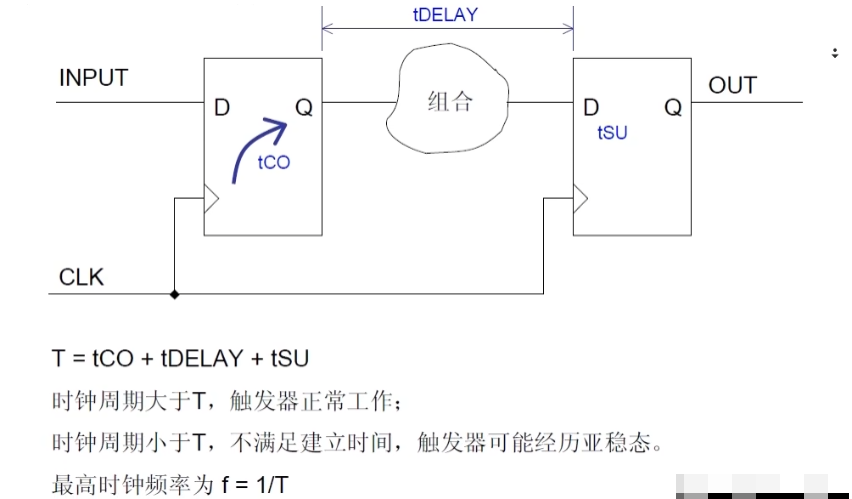 tDELAY
INPUT
OUT
D
Q
组合
D
Q
tCO
tSU
CLK
T = tCO + tDELAY + tSU
时钟周期大于T，触发器正常工作；
时钟周期小于T，不满足建立时间，触发器可能经历亚稳态。
最高时钟频率为 f = 1/T